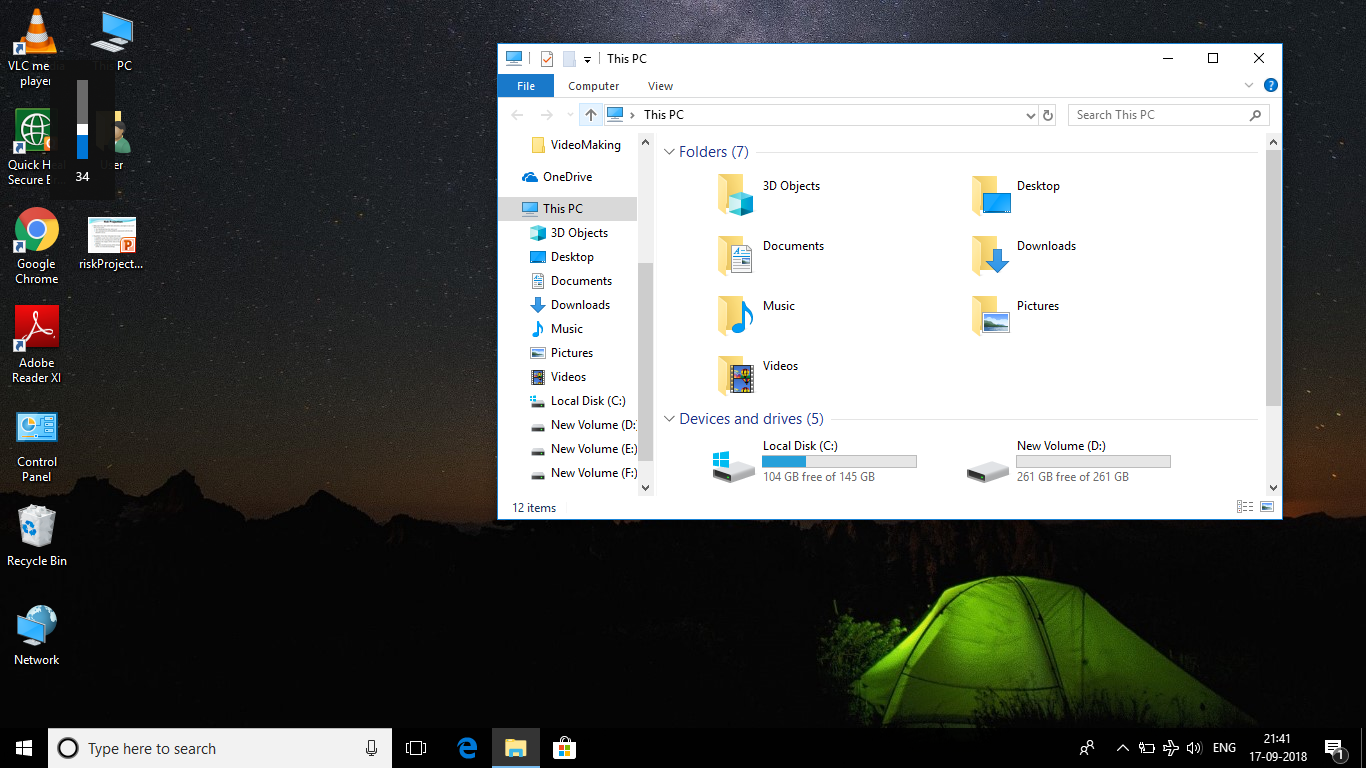 VLC me
player
This PC
34
Quick Heal
Secure B...
User
Google
Chrome
riskProject...
Adobe
Reader XI
Control
Panel
Recycle Bin
Network
This PC
File
Computer
View
This PC
Search This PC
VideoMaking
OneDrive
This PC
3D Objects
Desktop
Documents
Downloads
Music
Pictures
Videos
Local Disk (C:)
New Volume (D:
New Volume (E:)
New Volume (F:)
Folders (7)
3D Objects
Desktop
Documents
Downloads
Music
Pictures
Videos
Devices and drives (5)
Local Disk (C:)
104 GB free of 145 GB
New Volume (D:)
261 GB free of 261 GB
12 items
Type here to search
ENG
21:41
17-09-2018
1